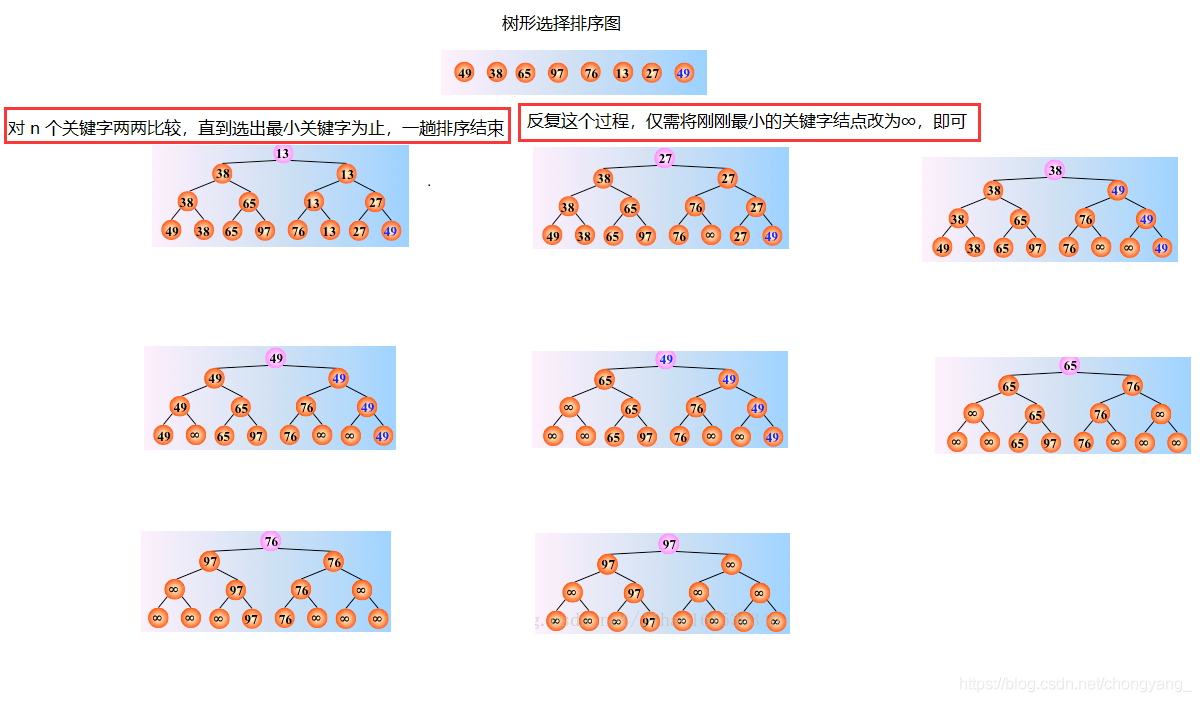 树形选择排序图
49 38 65 97 76 13 27 49
对 n 个关键字两两比较，直到选出最小关键字为止，一趟排序结束
反复这个过程，仅需将刚刚最小的关键字结点改为∞，即可
13
38 13
38 65 13 27
49 38 65 97 76 13 27 49
27
38 27
38 65 76 27
49 38 65 97 76 ∞ 27 49
38
38 49
38 65 76 49
49 38 65 97 76 ∞ ∞ 49
49
49 49
49 65 76 49
49 ∞ 65 97 76 ∞ ∞ 49
49
65 49
∞ 65 76 49
∞ ∞ 65 97 76 ∞ ∞ 49
65
65 76
∞ 65 76 ∞
∞ ∞ 65 97 76 ∞ ∞ ∞
76
97 76
∞ 97 76 ∞
∞ ∞ ∞ 97 76 ∞ ∞ ∞
97
97 ∞
∞ 97 ∞ ∞
∞ ∞ ∞ 97 ∞ ∞ ∞ ∞
https://blog.csdn.net/chongyang_